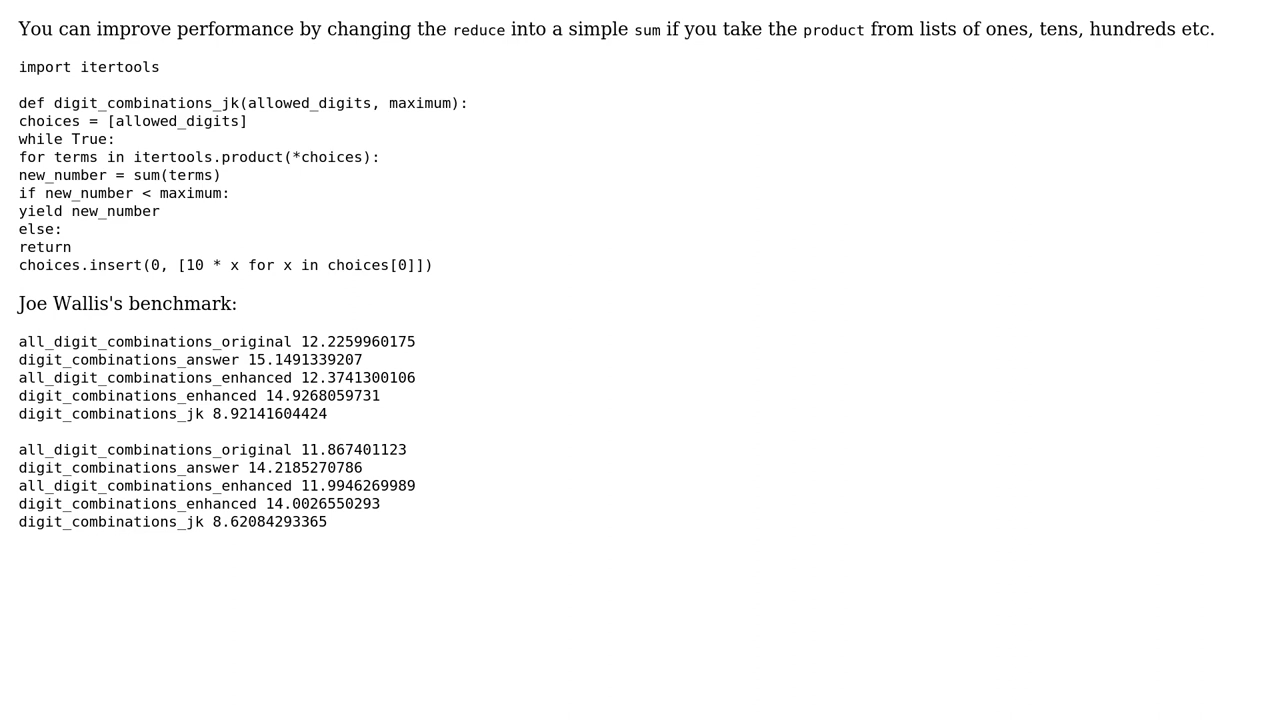 You can improve performance by changing the reduce into a simple sum if you take the product from lists of ones, tens, hundreds etc.
import itertools
def digit_combinations_jk(allowed_digits, maximum):
choices = [allowed_digits]
while True:
for terms in itertools.product(*choices):
new_number = sum(terms)
if new_number < maximum:
yield new_number
else:
return
choices.insert(0, [10 * x for x in choices[0]])
Joe Wallis's benchmark:
all_digit_combinations_original 12.2259960175
digit_combinations_answer 15.1491339207
all_digit_combinations_enhanced 12.3741300106
digit_combinations_enhanced 14.9268059731
digit_combinations_jk 8.92141604424
all_digit_combinations_original 11.867401123
digit_combinations_answer 14.2185270786
all_digit_combinations_enhanced 11.9946269989
digit_combinations_enhanced 14.0026550293
digit_combinations_jk 8.62084293365